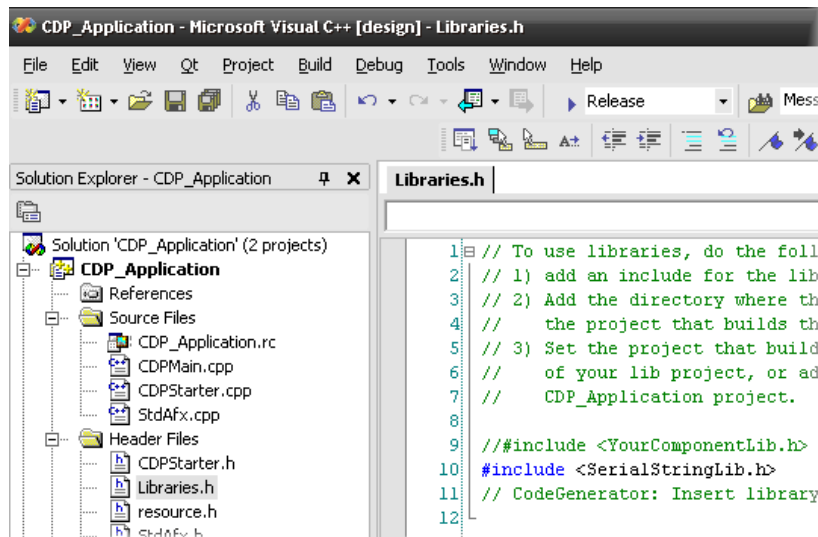 CDP_Application - Microsoft Visual C++ [design] - Libraries.h
File Edit View Qt Project Build Debug Tools Window Help
Release Mess
Solution Explorer - CDP_Application
Libraries.h
Solution 'CDP_Application' (2 projects)
CDP_Application
References
Source Files
CDP_Application.rc
CDPMain.cpp
CDPStarter.cpp
StdAfx.cpp
Header Files
CDPStarter.h
Libraries.h
resource.h
StdAfx.h
1 // To use libraries, do the foll
2 // 1) add an include for the lib
3 // 2) Add the directory where th
4 // the project that builds th
5 // 3) Set the project that build
6 // of your lib project, or ad
7 // CDP_Application project.
8
9 //#include <YourComponentLib.h>
10 #include <SerialStringLib.h>
11 // CodeGenerator: Insert library
12